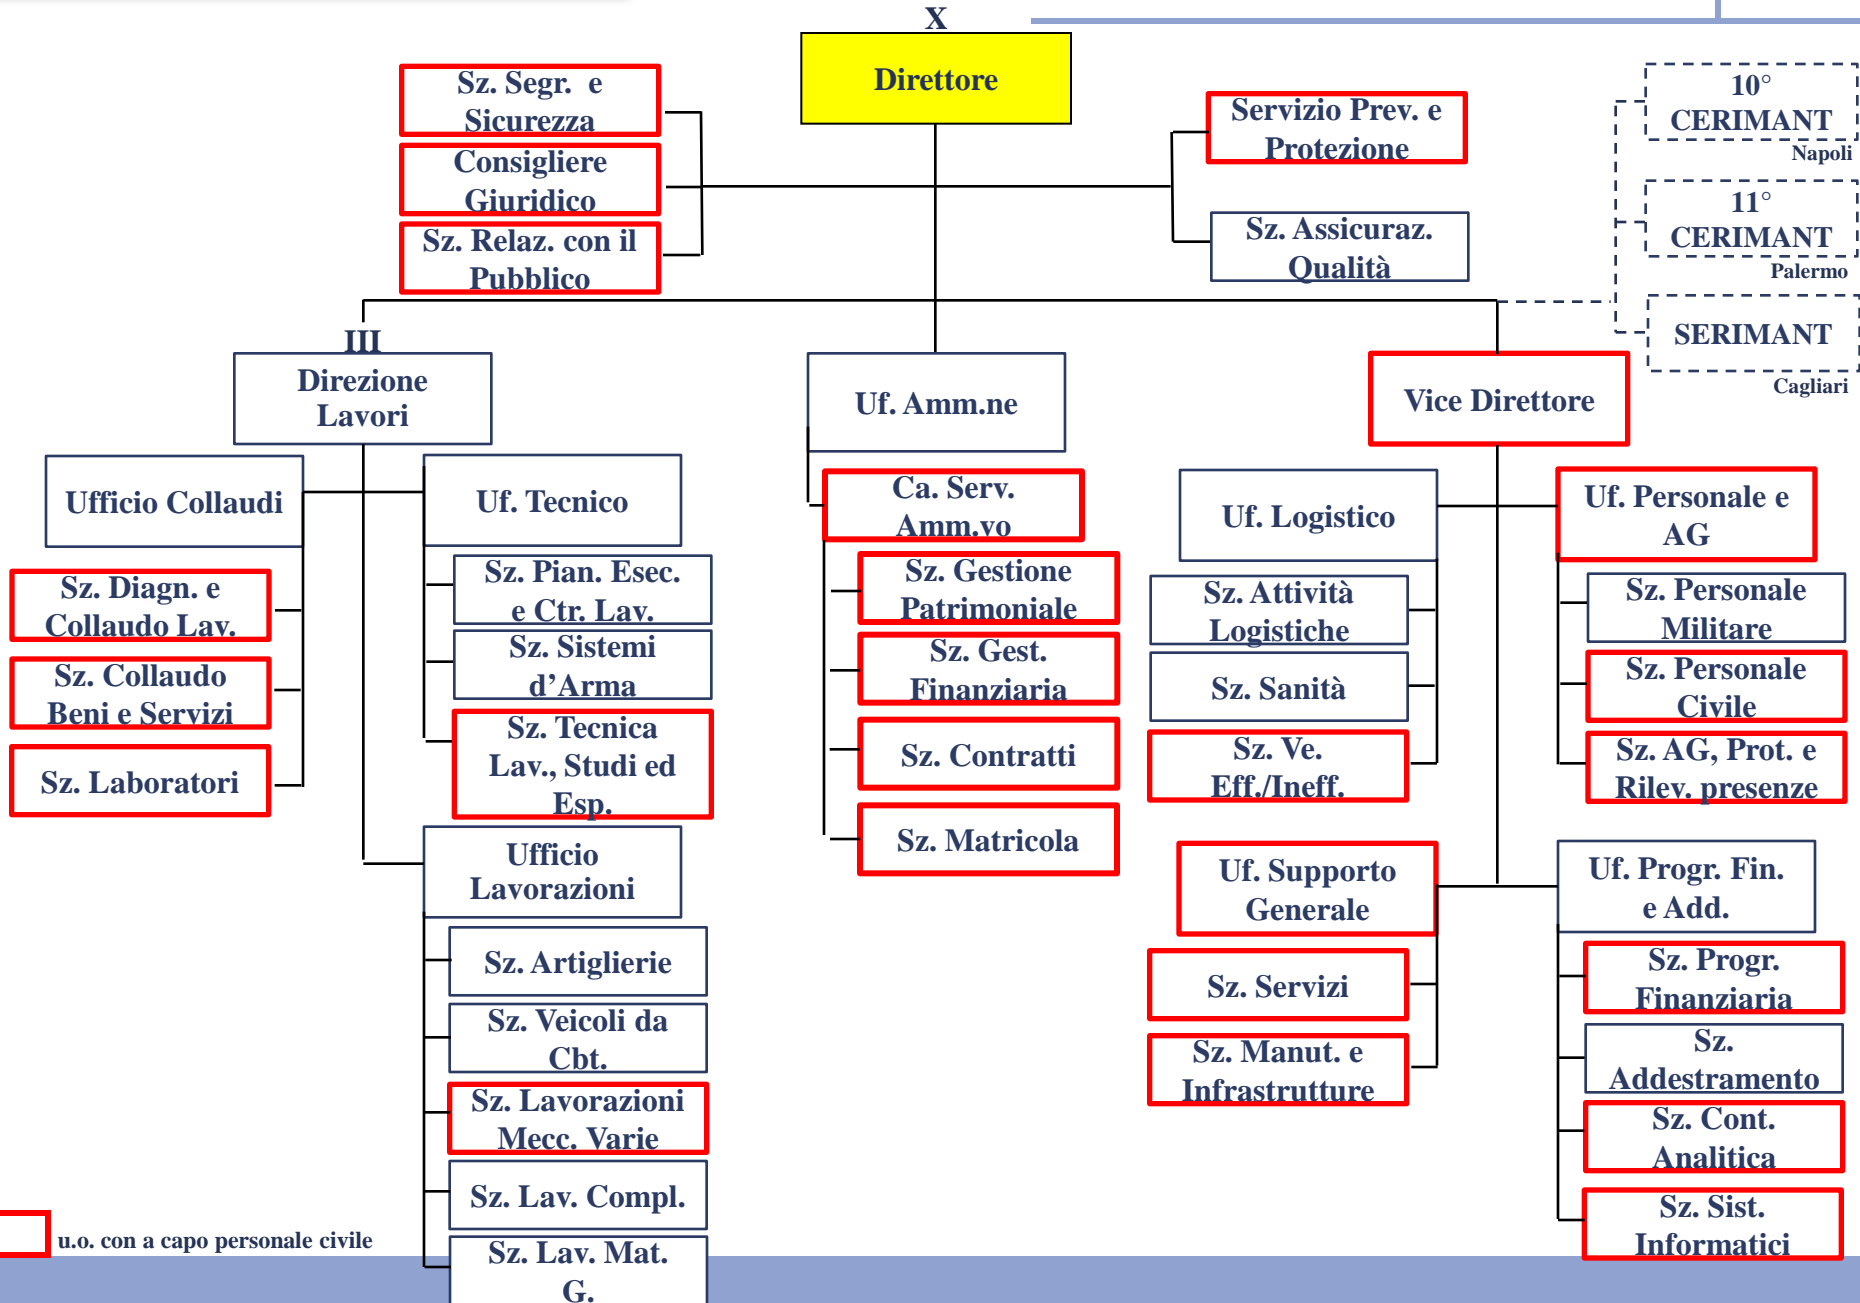 X
Direttore
Sz. Segr. e
Sicurezza
Consigliere
Giuridico
Sz. Relaz. con il
Pubblico
Servizio Prev. e
Protezione
Sz. Assicuraz.
Qualità
10°
CERIMANT
Napoli
11°
CERIMANT
Palermo
SERIMANT
Cagliari
III
Direzione
Lavori
Uf. Amm.ne
Vice Direttore
Ufficio Collaudi
Sz. Diagn. e
Collaudo Lav.
Sz. Collaudo
Beni e Servizi
Sz. Laboratori
Uf. Tecnico
Sz. Pian. Esec.
e Ctr. Lav.
Sz. Sistemi
d’Arma
Sz. Tecnica
Lav., Studi ed
Esp.
Ufficio
Lavorazioni
Sz. Artiglierie
Sz. Veicoli da
Cbt.
Sz. Lavorazioni
Mecc. Varie
Sz. Lav. Compl.
Sz. Lav. Mat.
G.
Ca. Serv.
Amm.vo
Sz. Gestione
Patrimoniale
Sz. Gest.
Finanziaria
Sz. Contratti
Sz. Matricola
Uf. Logistico
Sz. Attività
Logistiche
Sz. Sanità
Sz. Ve.
Eff./Ineff.
Uf. Personale e
AG
Sz. Personale
Militare
Sz. Personale
Civile
Sz. AG, Prot. e
Rilev. presenze
Uf. Supporto
Generale
Sz. Servizi
Sz. Manut. e
Infrastrutture
Uf. Progr. Fin.
e Add.
Sz. Progr.
Finanziaria
Sz.
Addestramento
Sz. Cont.
Analitica
Sz. Sist.
Informatici
u.o. con a capo personale civile